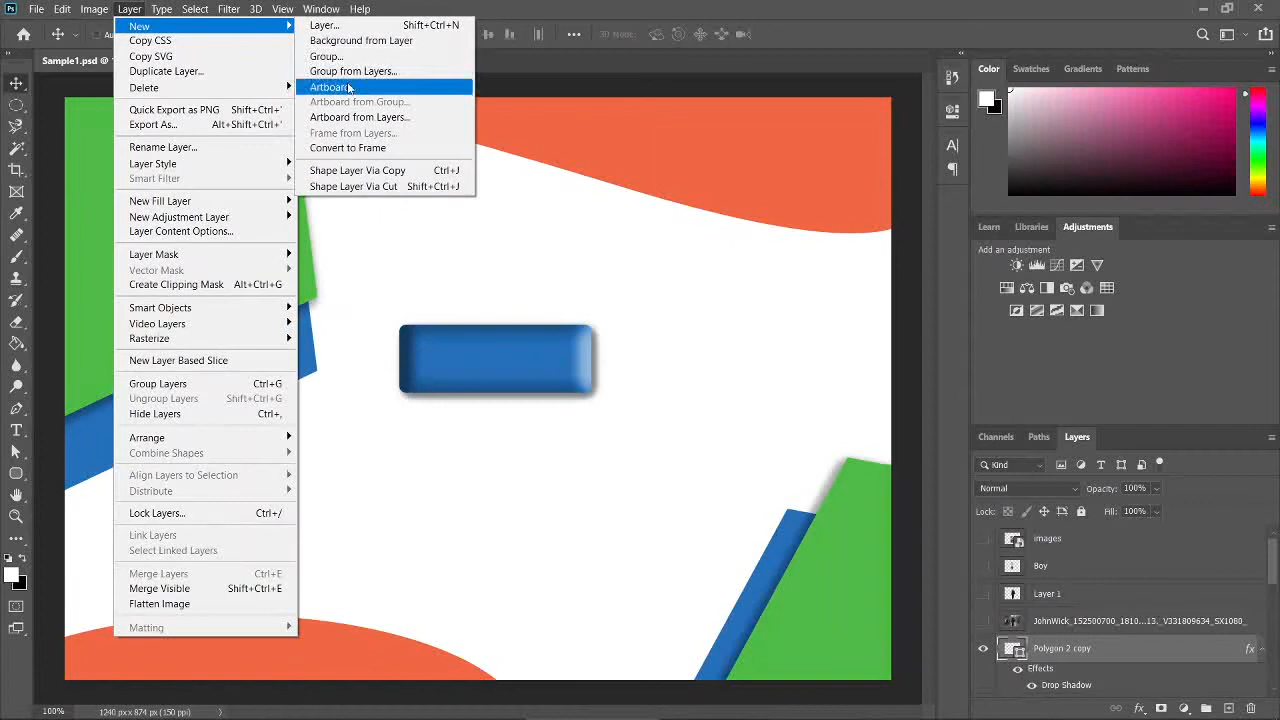 Ps File Edit Image Layer Type Select Filter 3D View Window Help
3D Mode:
Sample1.psd @
New
Copy CSS
Copy SVG
Duplicate Layer...
Delete
Quick Export as PNG Shift+Ctrl+'
Export As... Alt+Shift+Ctrl+'
Rename Layer...
Layer Style
Smart Filter
New Fill Layer
New Adjustment Layer
Layer Content Options...
Layer Mask
Vector Mask
Create Clipping Mask Alt+Ctrl+G
Smart Objects
Video Layers
Rasterize
New Layer Based Slice
Group Layers Ctrl+G
Ungroup Layers Shift+Ctrl+G
Hide Layers Ctrl+,
Arrange
Combine Shapes
Align Layers to Selection
Distribute
Lock Layers... Ctrl+/
Link Layers
Select Linked Layers
Merge Layers Ctrl+E
Merge Visible Shift+Ctrl+E
Flatten Image
Matting
Layer... Shift+Ctrl+N
Background from Layer
Group...
Group from Layers...
Artboard
Artboard from Group...
Artboard from Layers...
Frame from Layers...
Convert to Frame
Shape Layer Via Copy Ctrl+J
Shape Layer Via Cut Shift+Ctrl+J
Color Swatches Gradients Patterns
Learn Libraries Adjustments
Add an adjustment
Channels Paths Layers
Kind
Normal Opacity: 100%
Lock: Fill: 100%
images
Boy
Layer 1
JohnWick_152500700_1810...13._V331809634_SX1080_
Polygon 2 copy fx
Effects
Drop Shadow
100% 1240 px x 874 px (150 ppi)